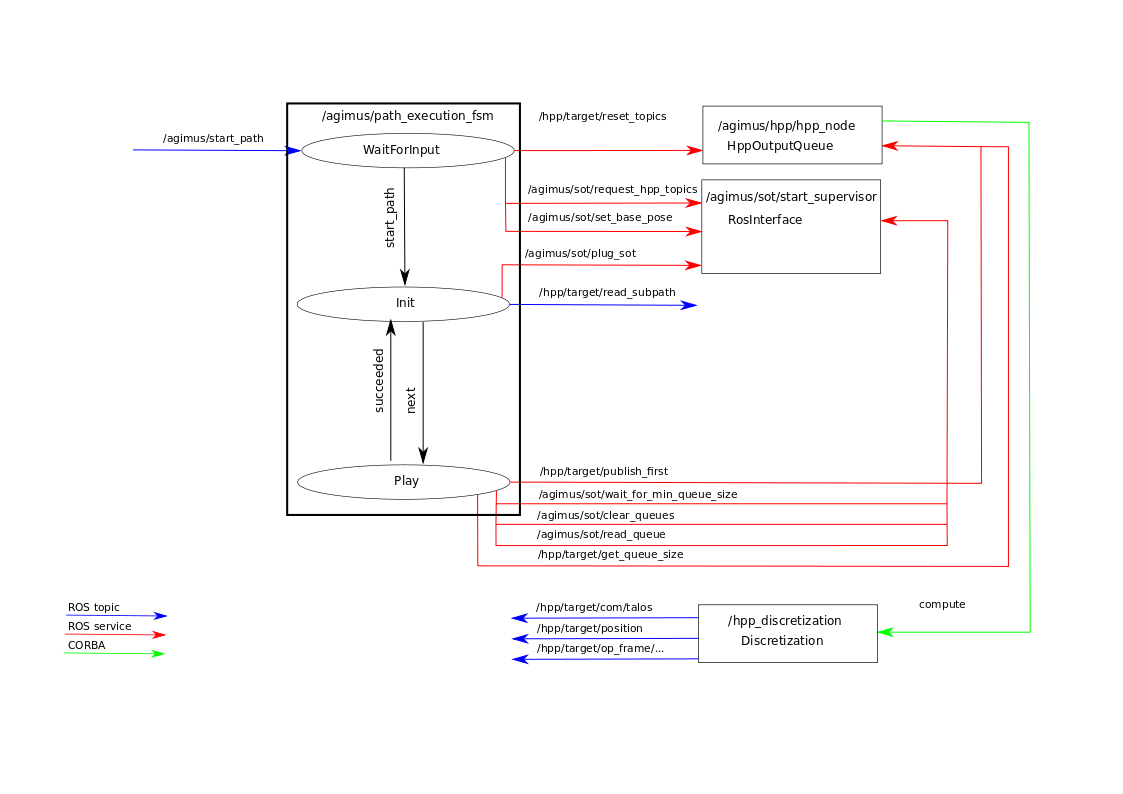 /agimus/path_execution_fsm
/hpp/target/reset_topics
/agimus/start_path
/agimus/hpp/hpp_node
HppOutputQueue
WaitForInput
/agimus/sot/request_hpp_topics
/agimus/sot/start_supervisor
RosInterface
/agimus/sot/set_base_pose
start_path
/agimus/sot/plug_sot
/hpp/target/read_subpath
Init
succeeded
next
/hpp/target/publish_first
Play
/agimus/sot/wait_for_min_queue_size
/agimus/sot/clear_queues
/agimus/sot/read_queue
/hpp/target/get_queue_size
ROS topic
ROS service
CORBA
/hpp/target/com/talos
/hpp/target/position
/hpp/target/op_frame/...
/hpp_discretization
Discretization
compute